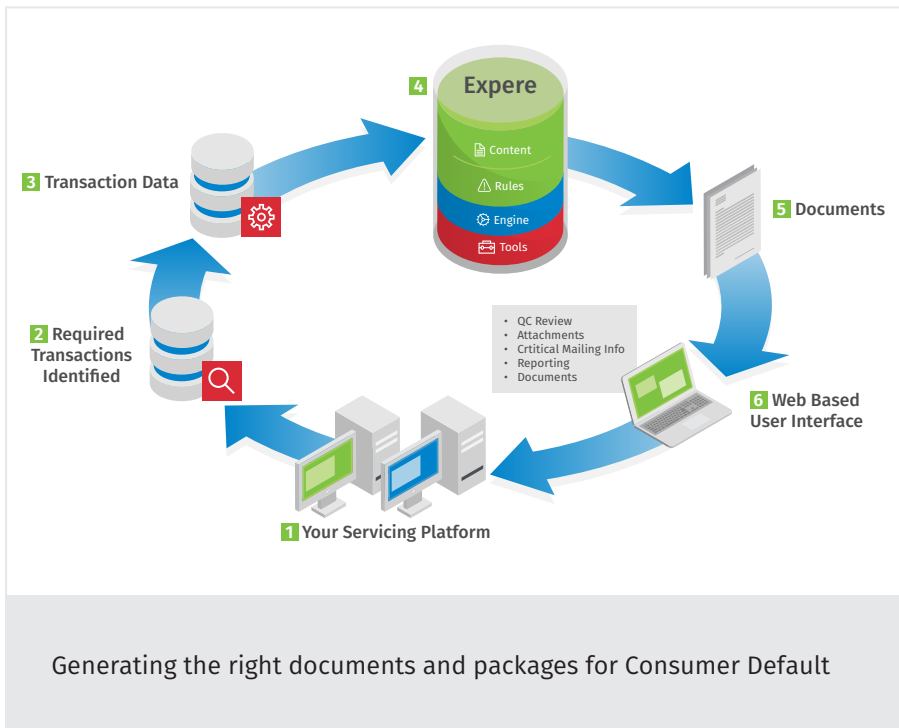 4 Expere
Content
Rules
Engine
Tools
3 Transaction Data
5 Documents
2 Required
Transactions
Identified
• QC Review
• Attachments
• Crtitical Mailing Info
• Reporting
• Documents
6 Web Based
User Interface
1 Your Servicing Platform
Generating the right documents and packages for Consumer Default